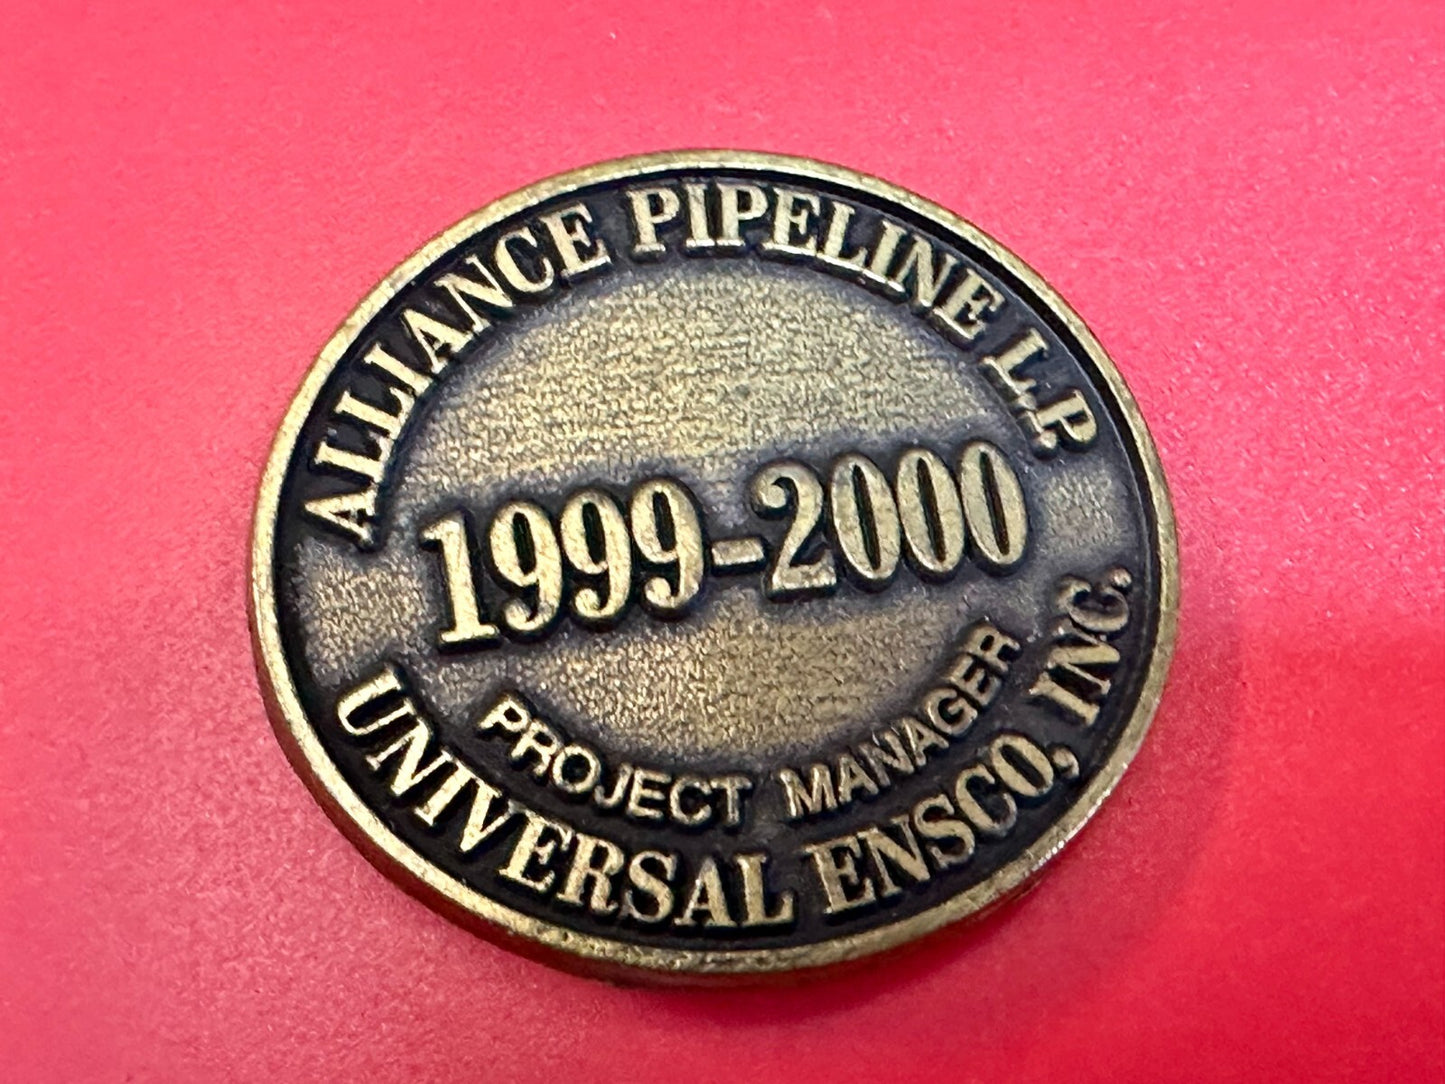 ALLIANCE PIPELINE L.P.
1999-2000
PROJECT MANAGER
UNIVERSAL ENSCO, INC.